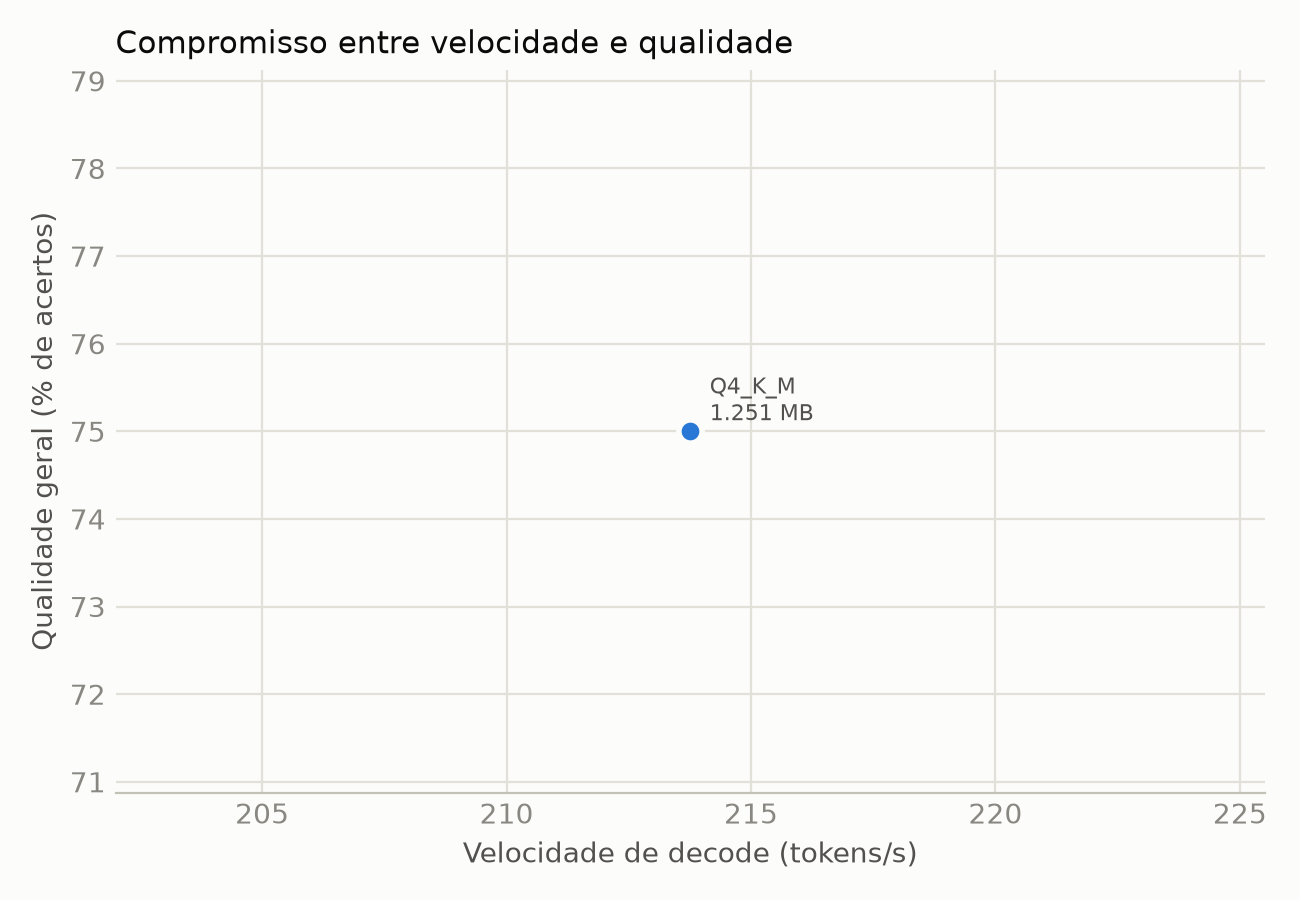 Compromisso entre velocidade e qualidade
79
78
77
76
75
74
73
72
71
Qualidade geral (% de acertos)
Q4_K_M
1.251 MB
205
210
215
220
225
Velocidade de decode (tokens/s)